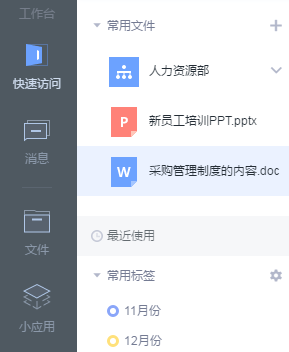 工作台
快速访问
消息
文件
小应用
常用文件
人力资源部
P 新员工培训PPT.pptx
W 采购管理制度的内容.doc
最近使用
常用标签
11月份
12月份